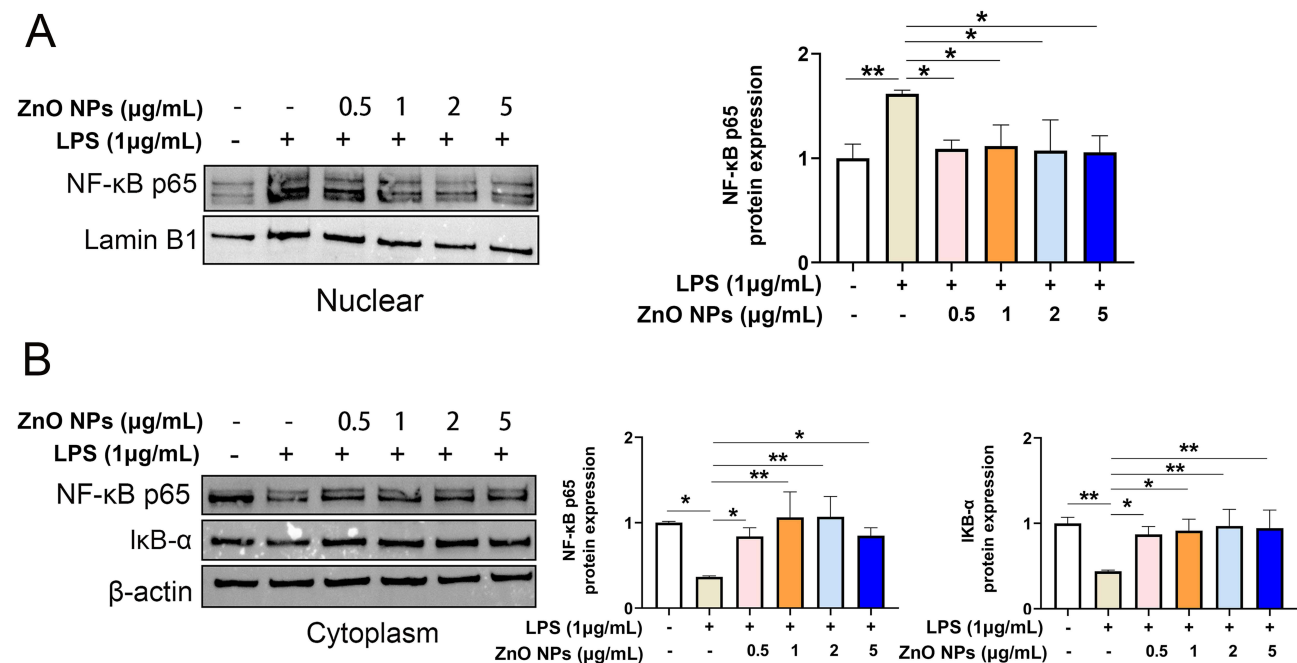 A
ZnO NPs (μg/mL) - - 0.5 1 2 5
LPS (1μg/mL) - + + + + +
NF-κB p65
Lamin B1
Nuclear
NF-κB p65
protein expression
2
1
0
** * * * *
LPS (1μg/mL) - + + + + +
ZnO NPs (μg/mL) - - 0.5 1 2 5
B
ZnO NPs (μg/mL) - - 0.5 1 2 5
LPS (1μg/mL) - + + + + +
NF-κB p65
IκB-α
β-actin
Cytoplasm
NF-κB p65
protein expression
2
1
0
* * ** ** *
LPS (1μg/mL) - + + + + +
ZnO NPs (μg/mL) - - 0.5 1 2 5
IKB-α
protein expression
2
1
0
** * * ** **
LPS (1μg/mL) - + + + + +
ZnO NPs (μg/mL) - - 0.5 1 2 5